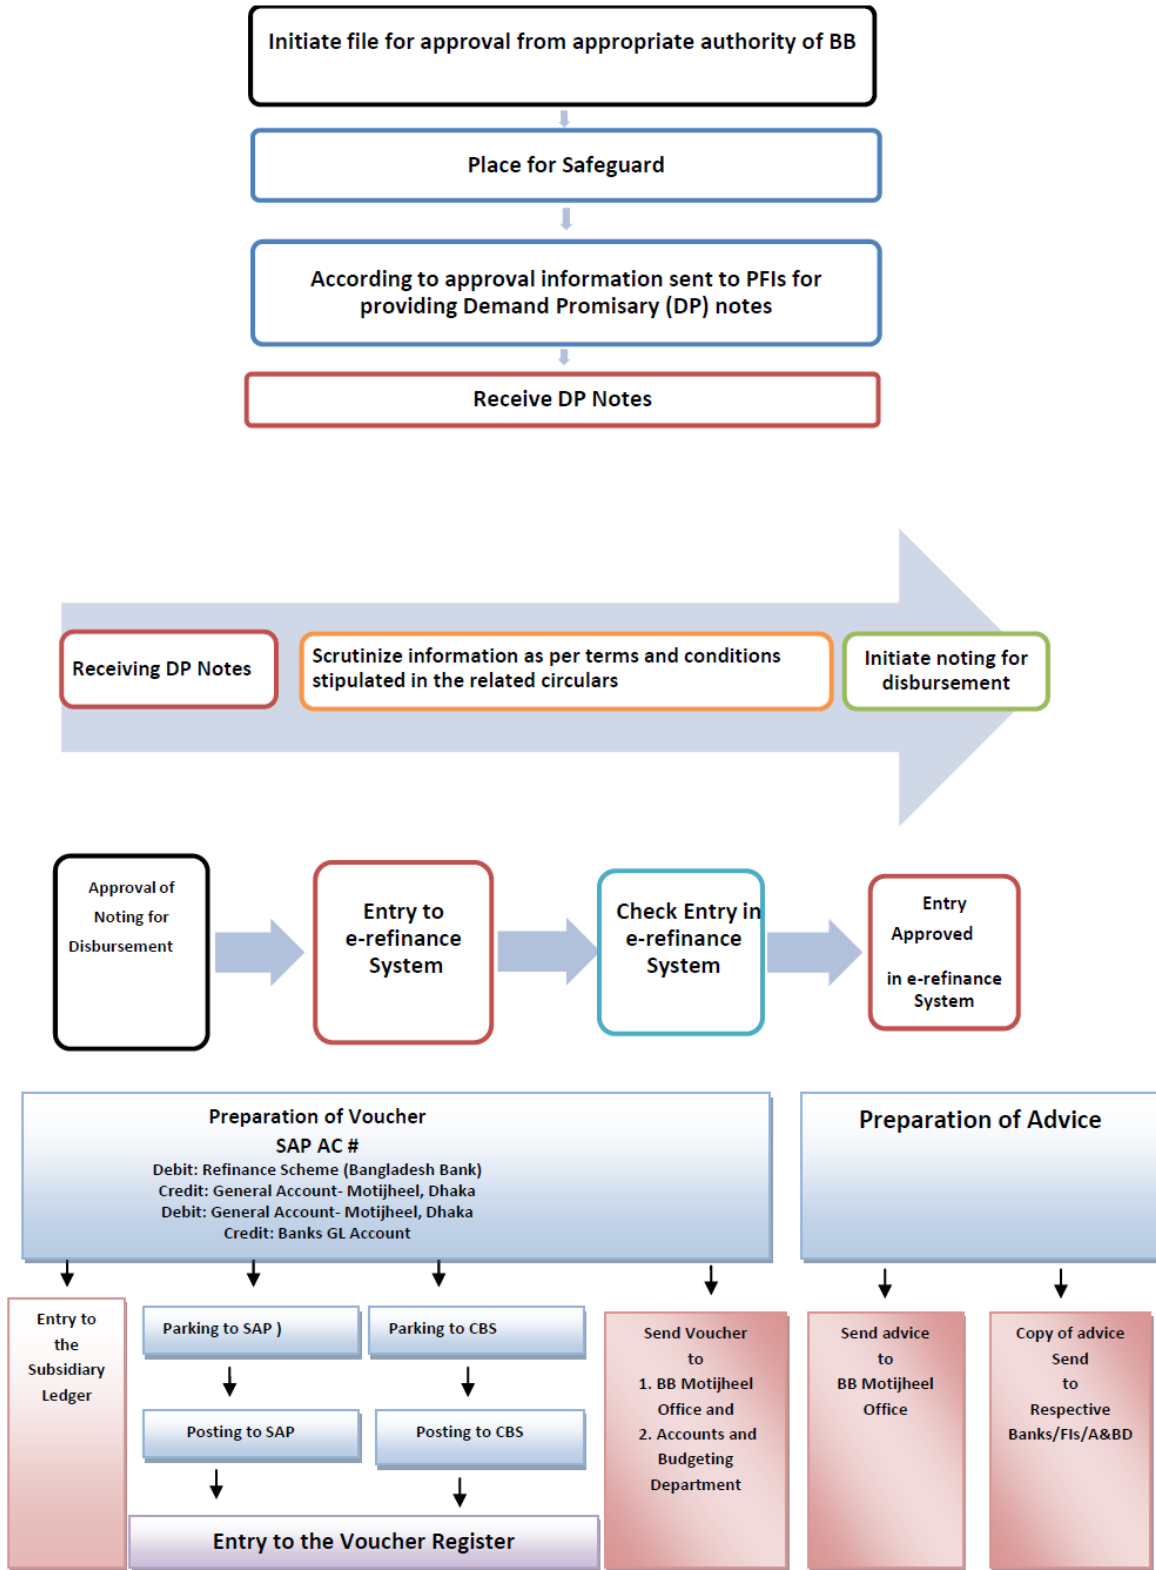 Initiate file for approval from appropriate authority of BB
Place for Safeguard
According to approval information sent to PFIs for
providing Demand Promisary (DP) notes
Receive DP Notes
Receiving DP Notes
Scrutinize information as per terms and conditions
stipulated in the related circulars
Initiate noting for
disbursement
Approval of
Noting for
Disbursement
Entry to
e-refinance
System
Check Entry in
e-refinance
System
Entry
Approved
in e-refinance
System
Preparation of Voucher
SAP AC #
Debit: Refinance Scheme (Bangladesh Bank)
Credit: General Account- Motijheel, Dhaka
Debit: General Account- Motijheel, Dhaka
Credit: Banks GL Account
Preparation of Advice
Entry to
the
Subsidiary
Ledger
Parking to SAP )
Posting to SAP
Parking to CBS
Posting to CBS
Entry to the Voucher Register
Send Voucher
to
1. BB Motijheel
Office and
2. Accounts and
Budgeting
Department
Send advice
to
BB Motijheel
Office
Copy of advice
Send
to
Respective
Banks/FIs/A&BD